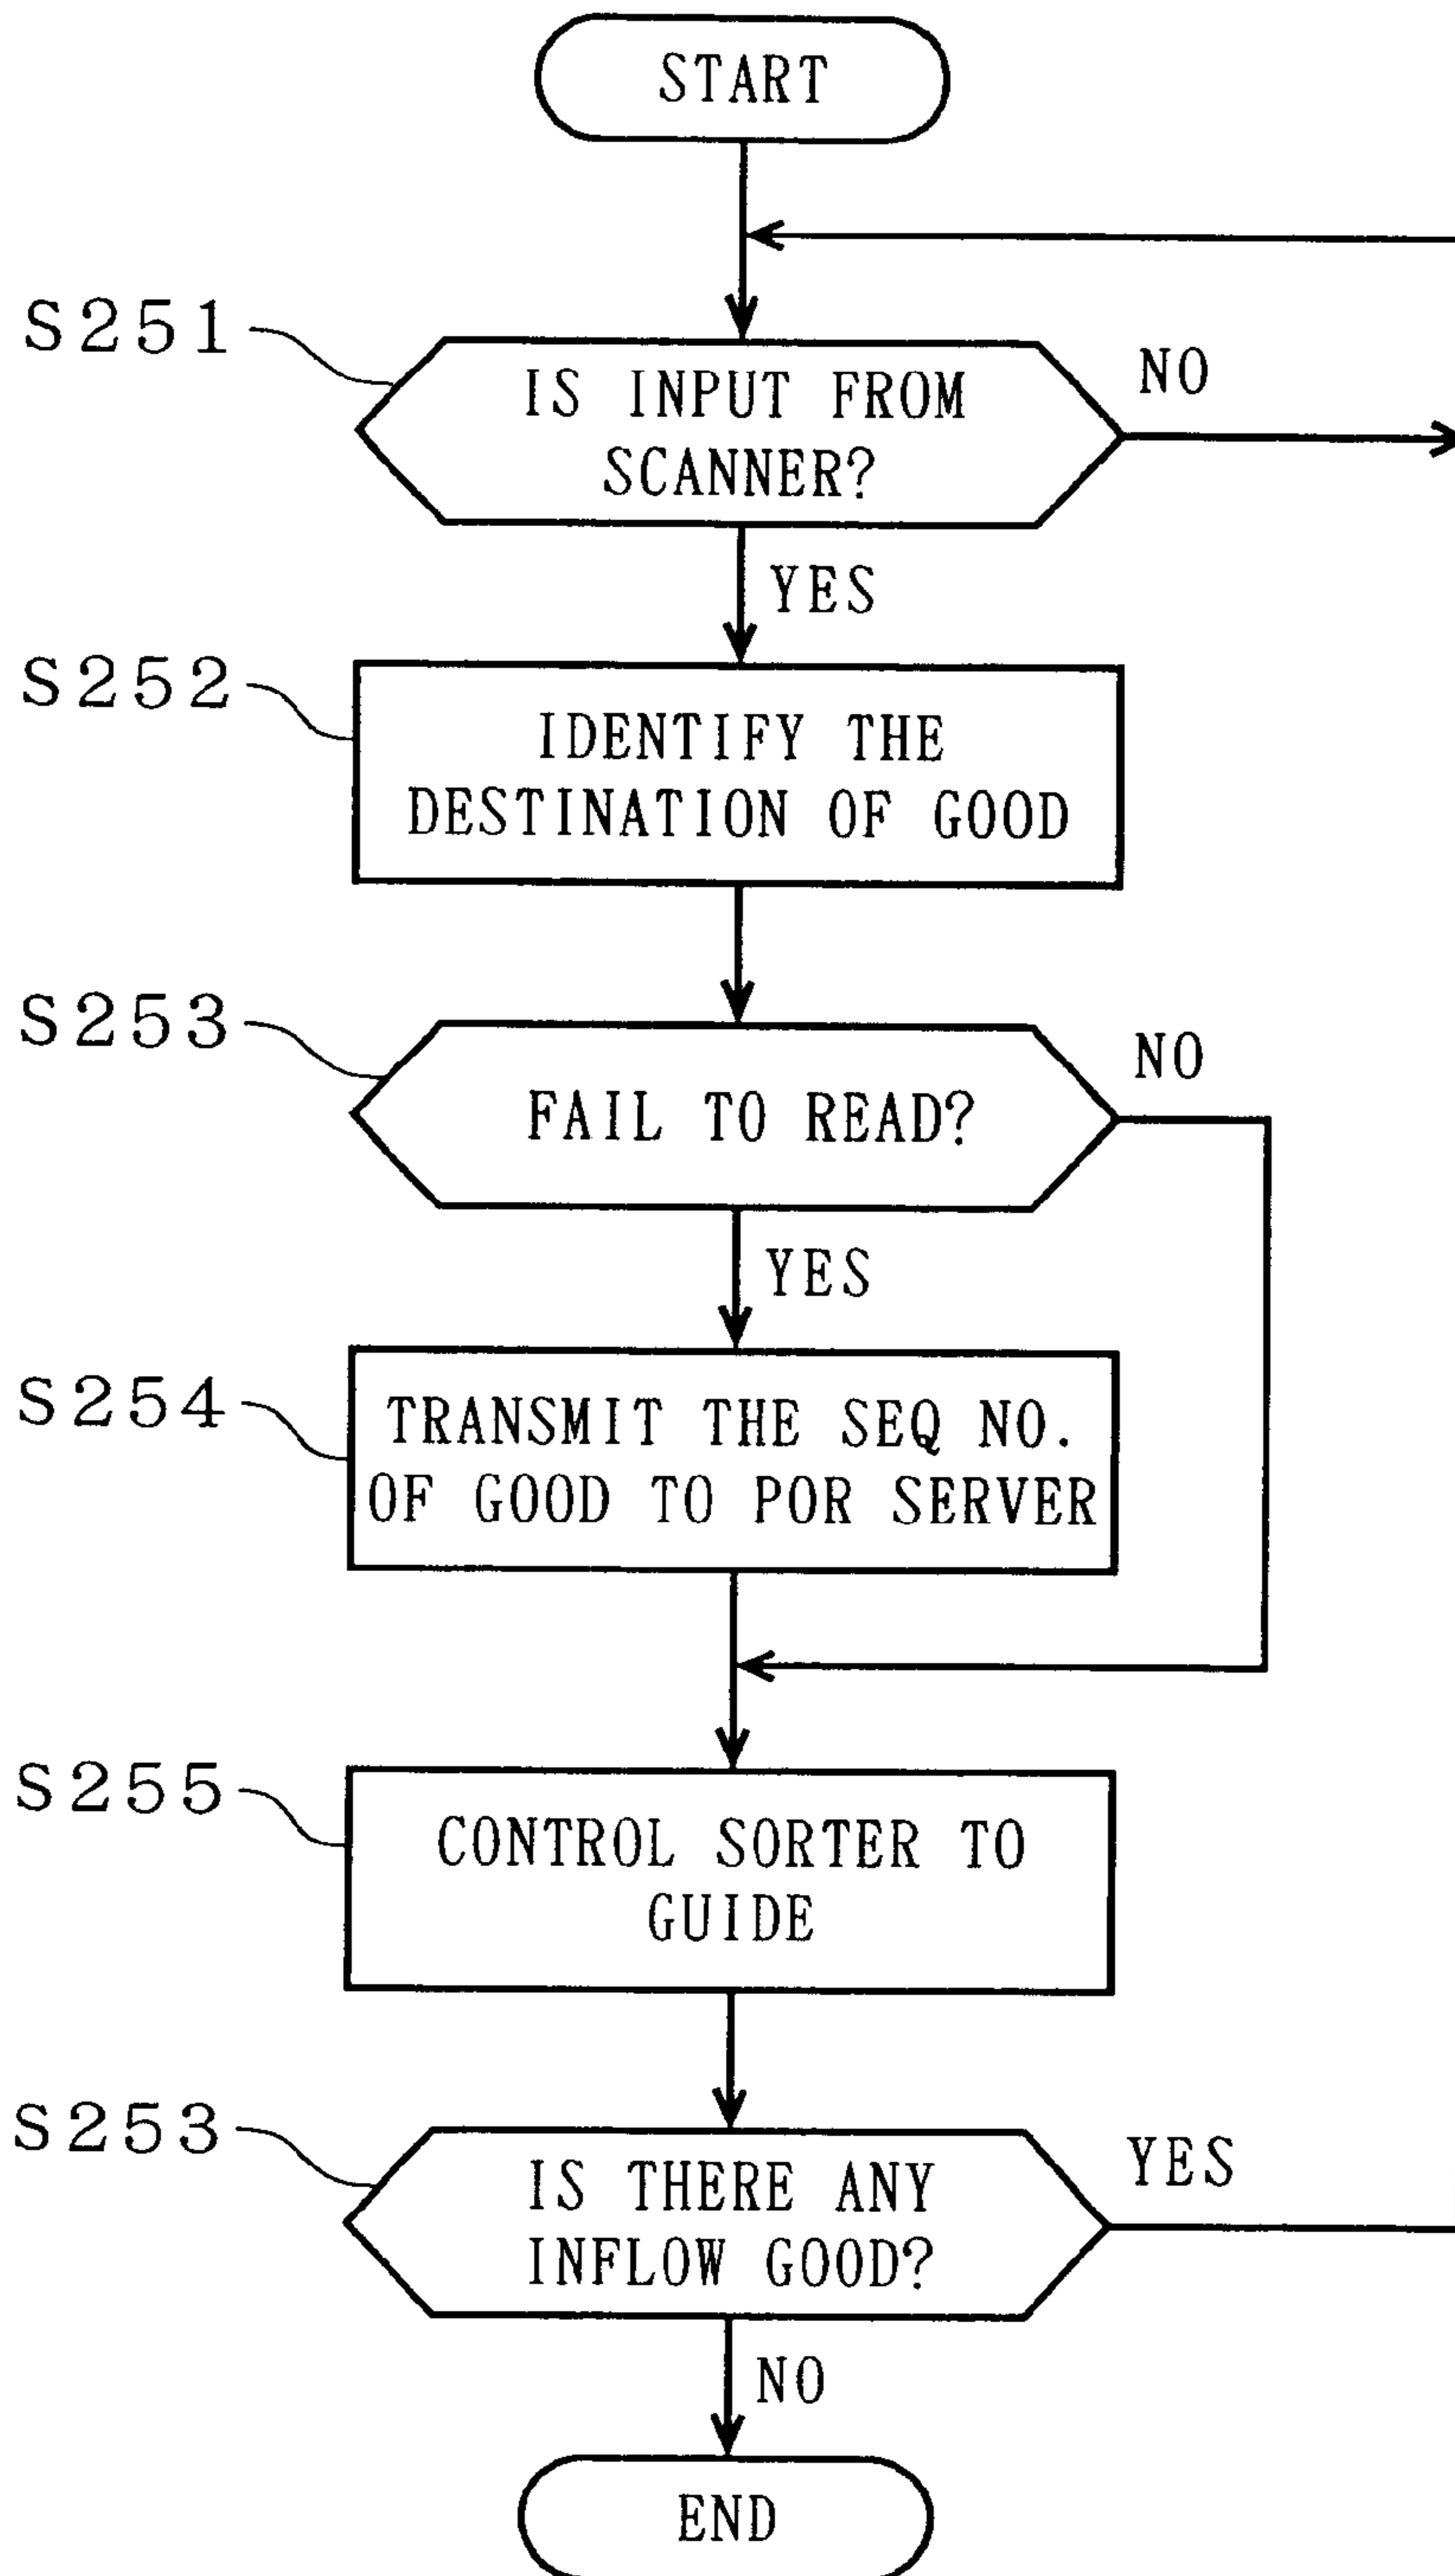 START
S251
IS INPUT FROM
SCANNER?
NO
YES
S252
IDENTIFY THE
DESTINATION OF GOOD
S253
FAIL TO READ?
NO
YES
S254
TRANSMIT THE SEQ NO.
OF GOOD TO POR SERVER
S255
CONTROL SORTER TO
GUIDE
S253
IS THERE ANY
INFLOW GOOD?
YES
NO
END